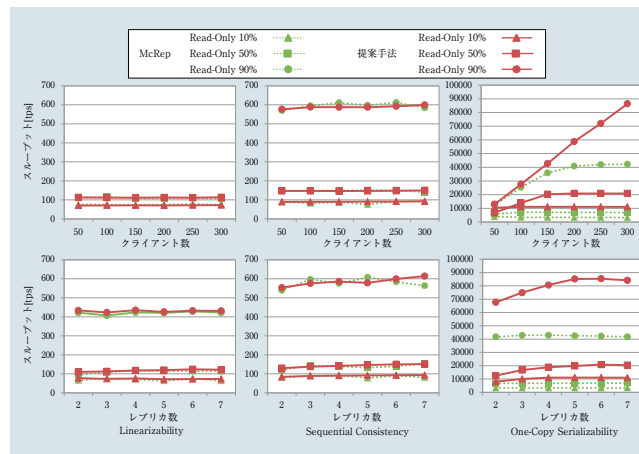 Read-Only 10%
McRep Read-Only 50%
Read-Only 90%
Read-Only 10%
提案手法 Read-Only 50%
Read-Only 90%
スループット[tps]
700
600
500
400
300
200
100
0
50 100 150 200 250 300
クライアント数
700
600
500
400
300
200
100
0
50 100 150 200 250 300
クライアント数
100000
90000
80000
70000
60000
50000
40000
30000
20000
10000
0
50 100 150 200 250 300
クライアント数
スループット[tps]
700
600
500
400
300
200
100
0
2 3 4 5 6 7
レプリカ数
Linearizability
700
600
500
400
300
200
100
0
2 3 4 5 6 7
レプリカ数
Sequential Consistency
100000
90000
80000
70000
60000
50000
40000
30000
20000
10000
0
2 3 4 5 6 7
レプリカ数
One-Copy Serializability